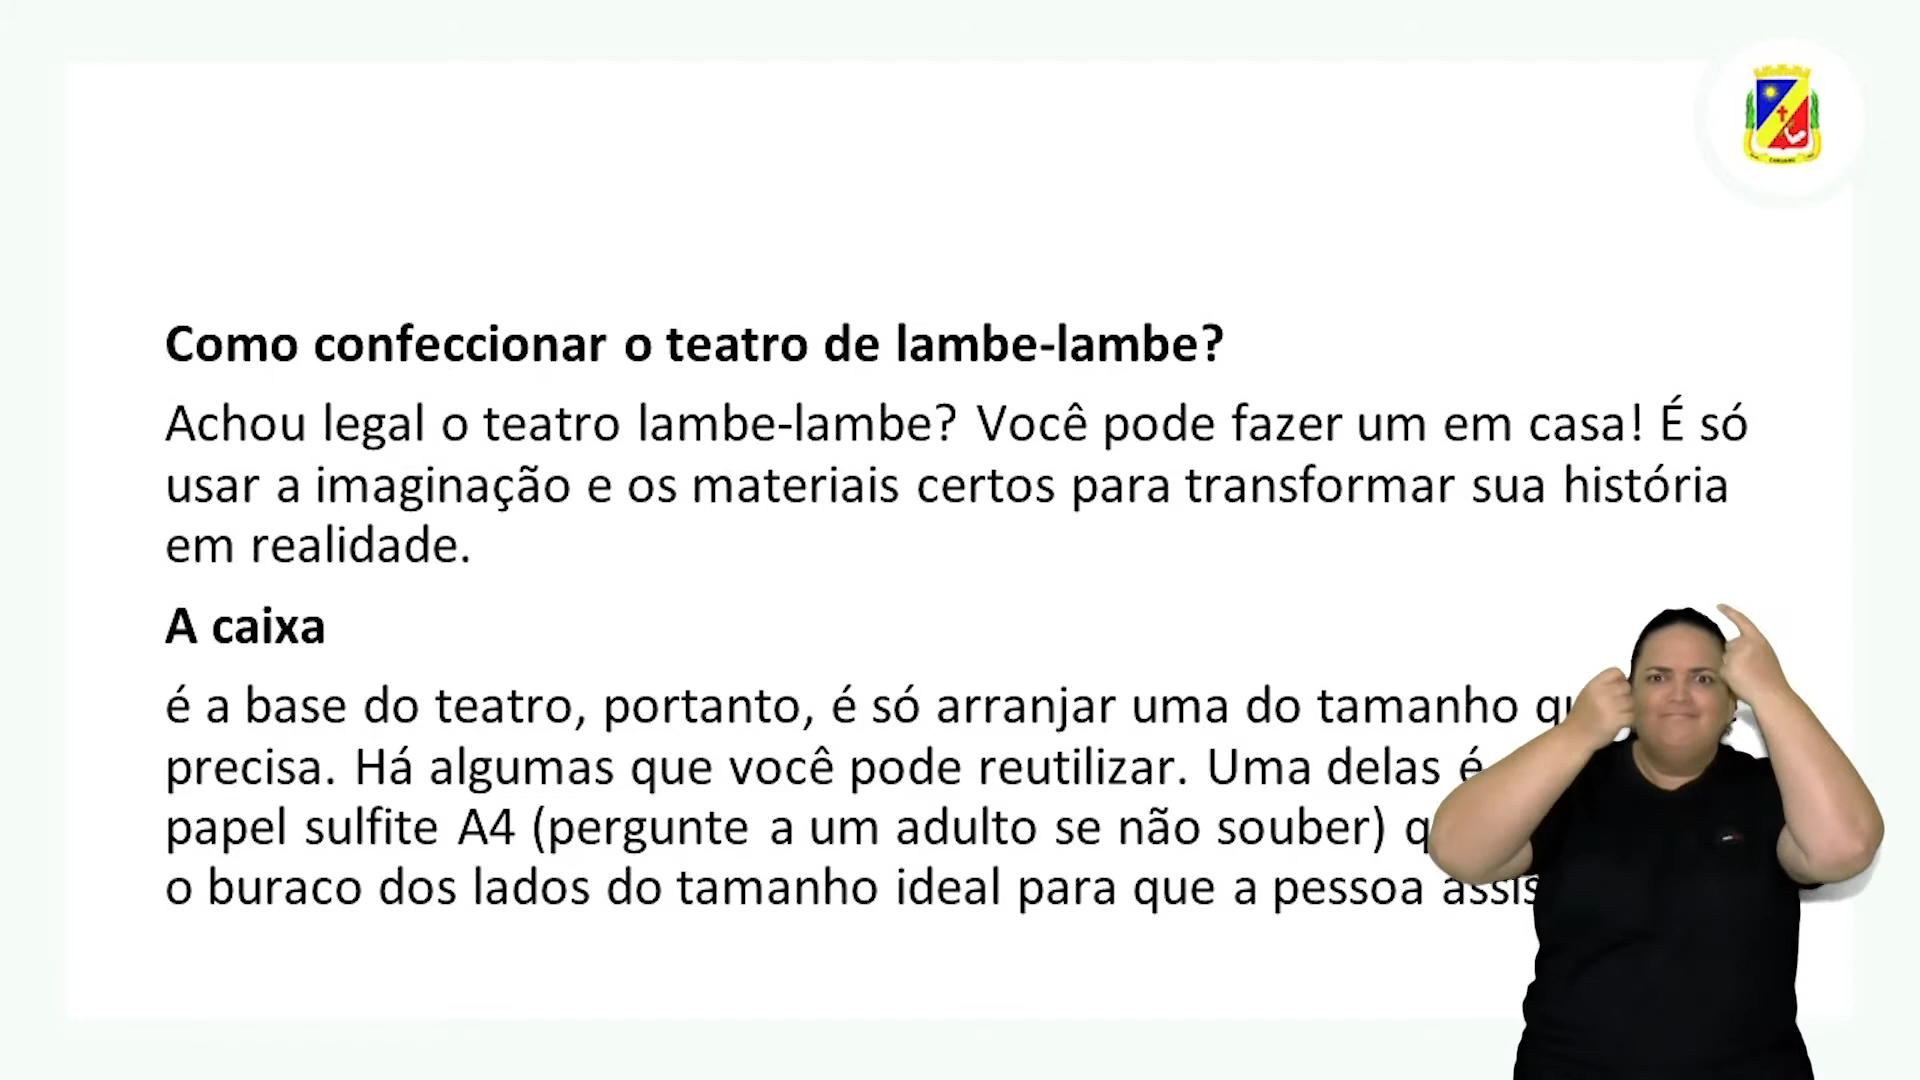 Como confeccionar o teatro de lambe-lambe?
Achou legal o teatro lambe-lambe? Você pode fazer um em casa! É só
usar a imaginação e os materiais certos para transformar sua história
em realidade.
A caixa
é a base do teatro, portanto, é só arranjar uma do tamanho
precisa. Há algumas que você pode reutilizar. Uma delas é
papel sulfite A4 (pergunte a um adulto se não souber)
o buraco dos lados do tamanho ideal para que a pessoa